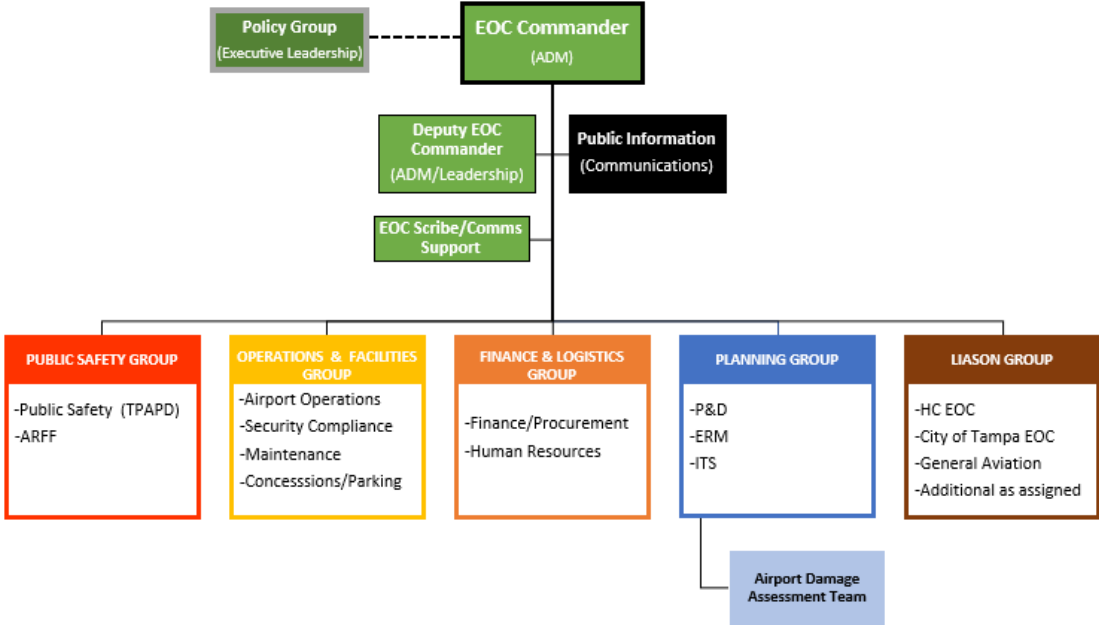 Policy Group
(Executive Leadership)
EOC Commander
(ADM)
Deputy EOC
Commander
(ADM/Leadership)
Public Information
(Communications)
EOC Scribe/Comms
Support
PUBLIC SAFETY GROUP
-Public Safety (TPAPD)
-ARFF
OPERATIONS & FACILITIES
GROUP
-Airport Operations
-Security Compliance
-Maintenance
-Concesssions/Parking
FINANCE & LOGISTICS
GROUP
-Finance/Procurement
-Human Resources
PLANNING GROUP
-P&D
-ERM
-ITS
LIASON GROUP
-HC EOC
-City of Tampa EOC
-General Aviation
-Additional as assigned
Airport Damage
Assessment Team